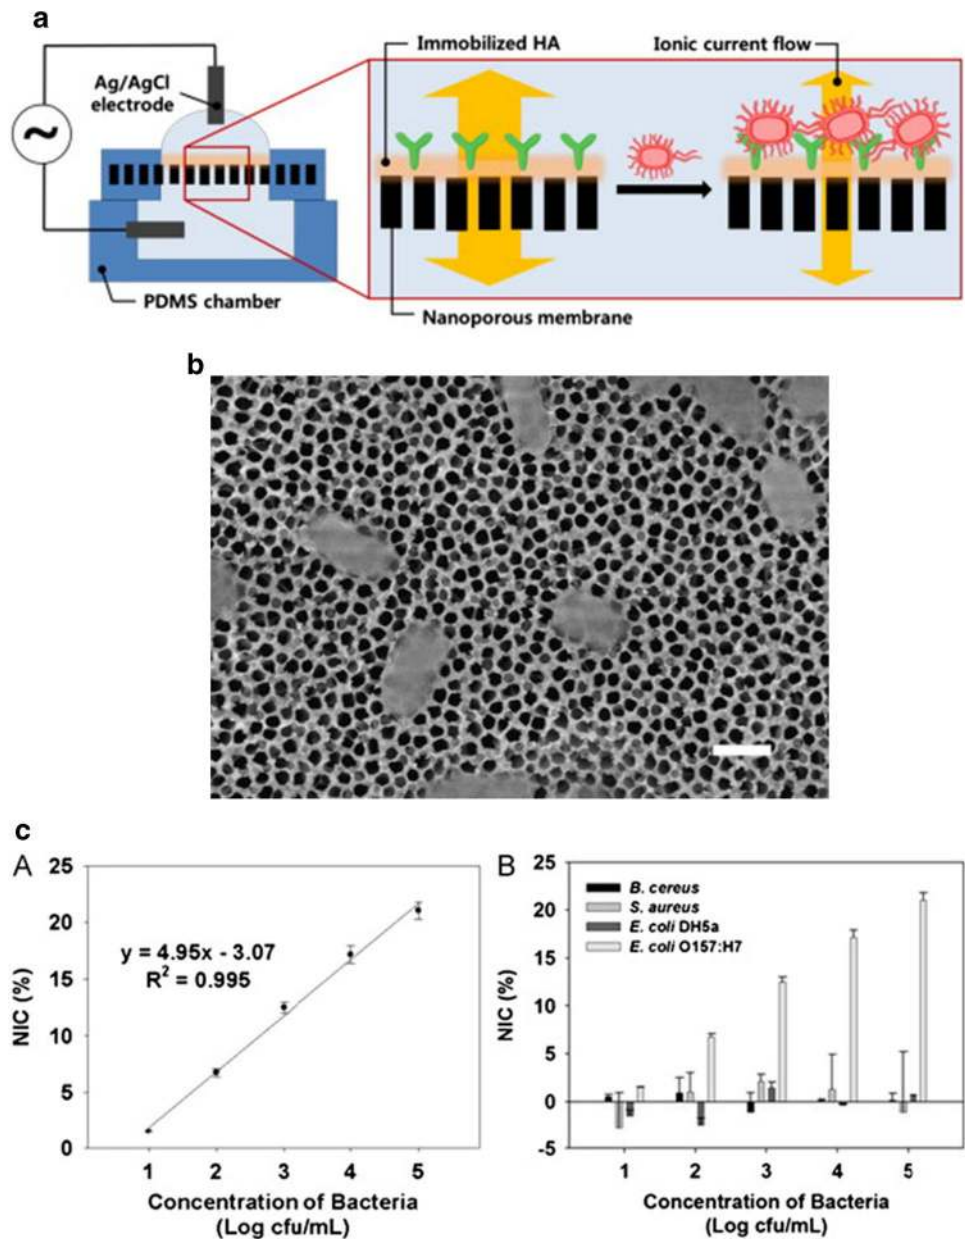 a
Immobilized HA
Ionic current flow
Ag/AgCl
electrode
~
PDMS chamber
Nanoporous membrane
b
c
A
25
20
15
10
5
0
NIC (%)
y = 4.95x - 3.07
R² = 0.995
1 2 3 4 5
Concentration of Bacteria
(Log cfu/mL)
B
25
20
15
10
5
0
-5
NIC (%)
B. cereus
S. aureus
E. coli DH5a
E. coli O157:H7
1 2 3 4 5
Concentration of Bacteria
(Log cfu/mL)